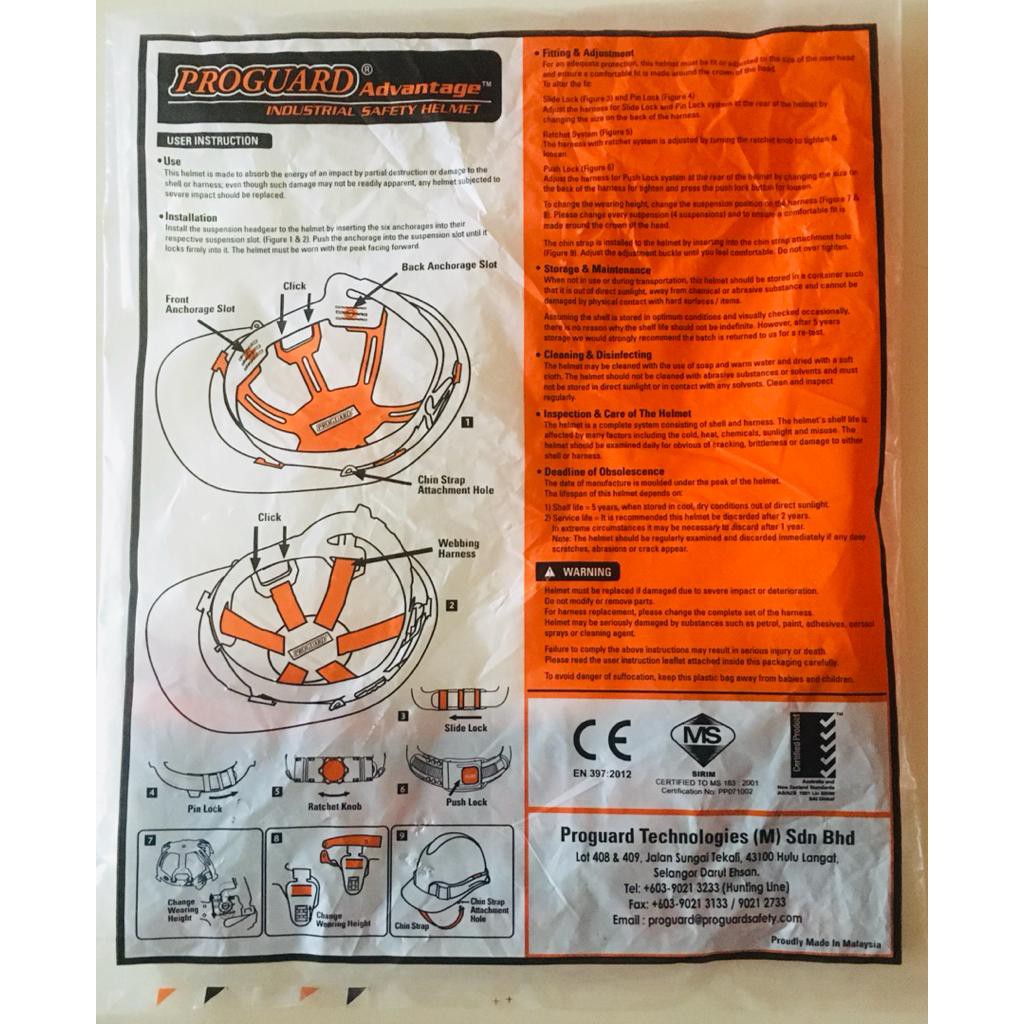 PROGUARD® Advantage™
INDUSTRIAL SAFETY HELMET
USER INSTRUCTION
• Use
This helmet is made to absorb the energy of an impact by partial destruction or damage to the
shell or harness; even though such damage may not be readily apparent, any helmet subjected to
severe impact should be replaced.
• Installation
Install the suspension headgear to the helmet by inserting the six anchorages into their
respective suspension slot. (Figure 1 & 2). Push the anchorage into the suspension slot until it
locks firmly into it. The helmet must be worn with the peak facing forward.
Back Anchorage Slot
Click
Front
Anchorage Slot
PROGUARD
1
Chin Strap
Attachment Hole
Click
Webbing
Harness
2
PROGUARD
3
Slide Lock
4
Pin Lock
5
Ratchet Knob
6
Push Lock
7
Change
Wearing
Height
8
Change
Wearing Height
9
Chin Strap
Attachment
Hole
Chin Strap
• Fitting & Adjustment
For an adequate protection, this helmet must be fit or adjusted to the size of the user head
and ensure a comfortable fit is made around the crown of the head.
To alter the fit:
Slide Lock (Figure 3) and Pin Lock (Figure 4)
Adjust the harness for Slide Lock and Pin Lock system at the rear of the helmet by
changing the size on the back of the harness.
Ratchet System (Figure 5)
The harness with ratchet system is adjusted by turning the ratchet knob to tighten &
loosen.
Push Lock (Figure 6)
Adjust the harness for Push Lock system at the rear of the helmet by changing the size on
the back of the harness for tighten and press the push lock button for loosen.
To change the wearing height, change the suspension position on the harness (Figure 7 &
8). Please change every suspension (4 suspensions) and to ensure a comfortable fit is
made around the crown of the head.
The chin strap is installed to the helmet by inserting into the chin strap attachment hole
(Figure 9). Adjust the adjustment buckle until you feel comfortable. Do not over tighten.
• Storage & Maintenance
When not in use or during transportation, this helmet should be stored in a container such
that it is out of direct sunlight, away from chemical or abrasive substance and cannot be
damaged by physical contact with hard surfaces / items.
Assuming the shell is stored in optimum conditions and visually checked occasionally,
there is no reason why the shelf life should not be indefinite. However, after 5 years
storage we would strongly recommend the batch is returned to us for a re-test.
• Cleaning & Disinfecting
The helmet may be cleaned with the use of soap and warm water and dried with a soft
cloth. The helmet should not be cleaned with abrasive substances or solvents and must
not be stored in direct sunlight or in contact with any solvents. Clean and inspect
regularly.
• Inspection & Care of The Helmet
The helmet is a complete system consisting of shell and harness. The helmet's shelf life is
affected by many factors including the cold, heat, chemicals, sunlight and misuse. The
helmet should be examined daily for obvious of cracking, brittleness or damage to either
shell or harness.
• Deadline of Obsolescence
The date of manufacture is moulded under the peak of the helmet.
The lifespan of this helmet depends on:
1) Shelf life = 5 years, when stored in cool, dry conditions out of direct sunlight.
2) Service life = It is recommended this helmet be discarded after 2 years.
In extreme circumstances it may be necessary to discard after 1 year.
Note: The helmet should be regularly examined and discarded immediately if any deep
scratches, abrasions or crack appear.
WARNING
Helmet must be replaced if damaged due to severe impact or deterioration.
Do not modify or remove parts.
For harness replacement, please change the complete set of the harness.
Helmet may be seriously damaged by substances such as petrol, paint, adhesives, aerosol
sprays or cleaning agent.
Failure to comply the above instructions may result in serious injury or death.
Please read the user instruction leaflet attached inside this packaging carefully.
To avoid danger of suffocation, keep this plastic bag away from babies and children.
CE
EN 397:2012
MS
SIRIM
CERTIFIED TO MS 183 : 2001
Certification No: PP071002
Certified Product
Australia and
New Zealand Standards
SAI Global
Proguard Technologies (M) Sdn Bhd
Lot 408 & 409, Jalan Sungai Tekali, 43100 Hulu Langat,
Selangor Darul Ehsan.
Tel: +603-9021 3233 (Hunting Line)
Fax: +603-9021 3133 / 9021 2733
Email : proguard@proguardsafety.com
Proudly Made In Malaysia